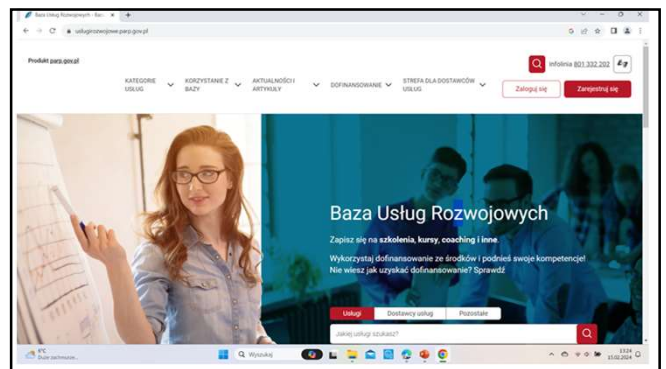 Baza Usług Rozwojowych - Baz
uslugirozwojowe.parp.gov.pl
Produkt parp.gov.pl
infolinia 801 332 202
KATEGORIE USŁUG
KORZYSTANIE Z BAZY
AKTUALNOŚCI I ARTYKUŁY
DOFINANSOWANIE
STREFA DLA DOSTAWCÓW USŁUG
Zaloguj się
Zarejestruj się
Baza Usług Rozwojowych
Zapisz się na szkolenia, kursy, coaching i inne.
Wykorzystaj dofinansowanie ze środków i podnieś swoje kompetencje!
Nie wiesz jak uzyskać dofinansowanie? Sprawdź
Usługi
Dostawcy usług
Pozostałe
Jakiej usługi szukasz?
Wyszukaj
13:24
15.02.2024